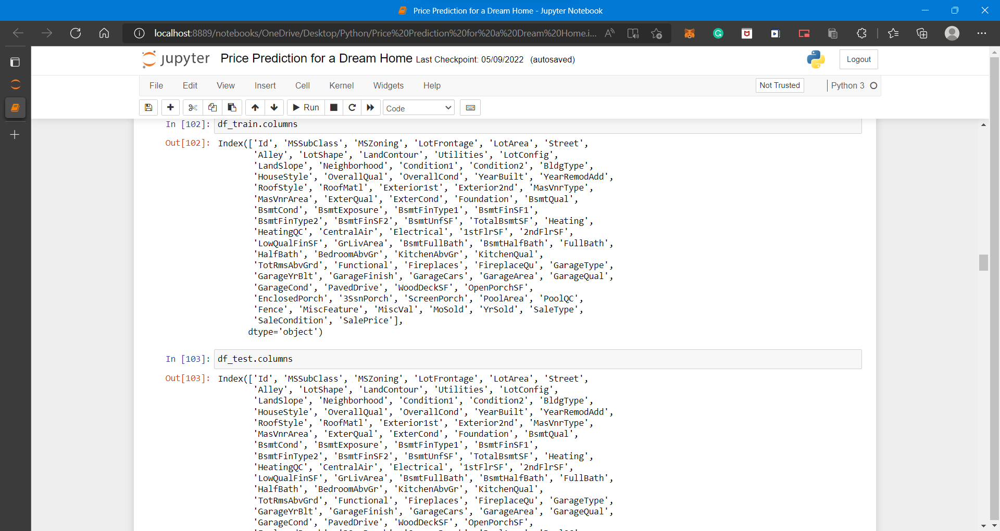 Price Prediction for a Dream Home - Jupyter Notebook
localhost:8889/notebooks/OneDrive/Desktop/Python/Price%20Prediction%20for%20a%20Dream%20Home.i...
jupyter Price Prediction for a Dream Home Last Checkpoint: 05/09/2022 (autosaved) Logout
File Edit View Insert Cell Kernel Widgets Help Not Trusted Python 3
Run Code
In [102]: df_train.columns
Out[102]: Index(['Id', 'MSSubClass', 'MSZoning', 'LotFrontage', 'LotArea', 'Street',
'Alley', 'LotShape', 'LandContour', 'Utilities', 'LotConfig',
'LandSlope', 'Neighborhood', 'Condition1', 'Condition2', 'BldgType',
'HouseStyle', 'OverallQual', 'OverallCond', 'YearBuilt', 'YearRemodAdd',
'RoofStyle', 'RoofMatl', 'Exterior1st', 'Exterior2nd', 'MasVnrType',
'MasVnrArea', 'ExterQual', 'ExterCond', 'Foundation', 'BsmtQual',
'BsmtCond', 'BsmtExposure', 'BsmtFinType1', 'BsmtFinSF1',
'BsmtFinType2', 'BsmtFinSF2', 'BsmtUnfSF', 'TotalBsmtSF', 'Heating',
'HeatingQC', 'CentralAir', 'Electrical', '1stFlrSF', '2ndFlrSF',
'LowQualFinSF', 'GrLivArea', 'BsmtFullBath', 'BsmtHalfBath', 'FullBath',
'HalfBath', 'BedroomAbvGr', 'KitchenAbvGr', 'KitchenQual',
'TotRmsAbvGrd', 'Functional', 'Fireplaces', 'FireplaceQu', 'GarageType',
'GarageYrBlt', 'GarageFinish', 'GarageCars', 'GarageArea', 'GarageQual',
'GarageCond', 'PavedDrive', 'WoodDeckSF', 'OpenPorchSF',
'EnclosedPorch', '3SsnPorch', 'ScreenPorch', 'PoolArea', 'PoolQC',
'Fence', 'MiscFeature', 'MiscVal', 'MoSold', 'YrSold', 'SaleType',
'SaleCondition', 'SalePrice'],
dtype='object')
In [103]: df_test.columns
Out[103]: Index(['Id', 'MSSubClass', 'MSZoning', 'LotFrontage', 'LotArea', 'Street',
'Alley', 'LotShape', 'LandContour', 'Utilities', 'LotConfig',
'LandSlope', 'Neighborhood', 'Condition1', 'Condition2', 'BldgType',
'HouseStyle', 'OverallQual', 'OverallCond', 'YearBuilt', 'YearRemodAdd',
'RoofStyle', 'RoofMatl', 'Exterior1st', 'Exterior2nd', 'MasVnrType',
'MasVnrArea', 'ExterQual', 'ExterCond', 'Foundation', 'BsmtQual',
'BsmtCond', 'BsmtExposure', 'BsmtFinType1', 'BsmtFinSF1',
'BsmtFinType2', 'BsmtFinSF2', 'BsmtUnfSF', 'TotalBsmtSF', 'Heating',
'HeatingQC', 'CentralAir', 'Electrical', '1stFlrSF', '2ndFlrSF',
'LowQualFinSF', 'GrLivArea', 'BsmtFullBath', 'BsmtHalfBath', 'FullBath',
'HalfBath', 'BedroomAbvGr', 'KitchenAbvGr', 'KitchenQual',
'TotRmsAbvGrd', 'Functional', 'Fireplaces', 'FireplaceQu', 'GarageType',
'GarageYrBlt', 'GarageFinish', 'GarageCars', 'GarageArea', 'GarageQual',
'GarageCond', 'PavedDrive', 'WoodDeckSF', 'OpenPorchSF',